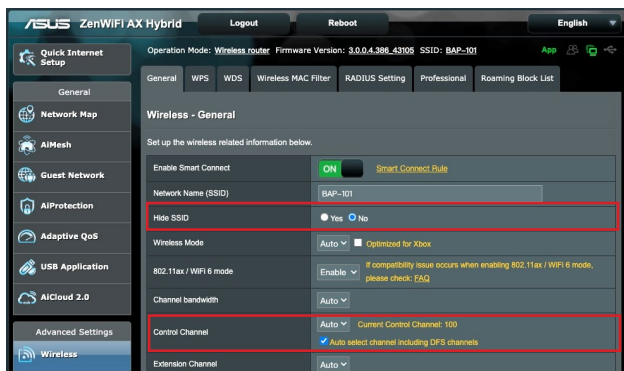 ASUS ZenWiFi AX Hybrid Logout Reboot English
Quick Internet Setup
Operation Mode: Wireless router Firmware Version: 3.0.0.4.386_43105 SSID: BAP-101 App
General WPS WDS Wireless MAC Filter RADIUS Setting Professional Roaming Block List
General
Network Map
AiMesh
Guest Network
AiProtection
Adaptive QoS
USB Application
AiCloud 2.0
Advanced Settings
Wireless
Wireless - General
Set up the wireless related information below.
Enable Smart Connect ON Smart Connect Rule
Network Name (SSID) BAP-101
Hide SSID Yes No
Wireless Mode Auto Optimized for Xbox
802.11ax / WiFi 6 mode Enable If compatibility issue occurs when enabling 802.11ax / WiFi 6 mode,
please check: FAQ
Channel bandwidth Auto
Control Channel Auto Current Control Channel: 100
Auto select channel including DFS channels
Extension Channel Auto